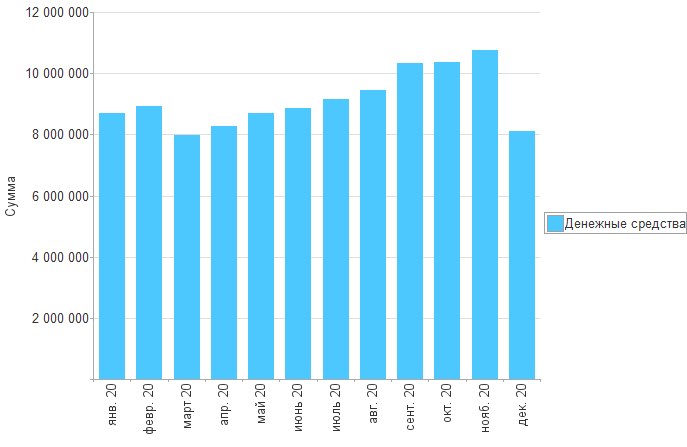 12 000 000
10 000 000
8 000 000
6 000 000
4 000 000
2 000 000
Сумма
янв. 20
февр. 20
март 20
апр. 20
май 20
июнь 20
июль 20
авг. 20
сент. 20
окт. 20
нояб. 20
дек. 20
Денежные средства